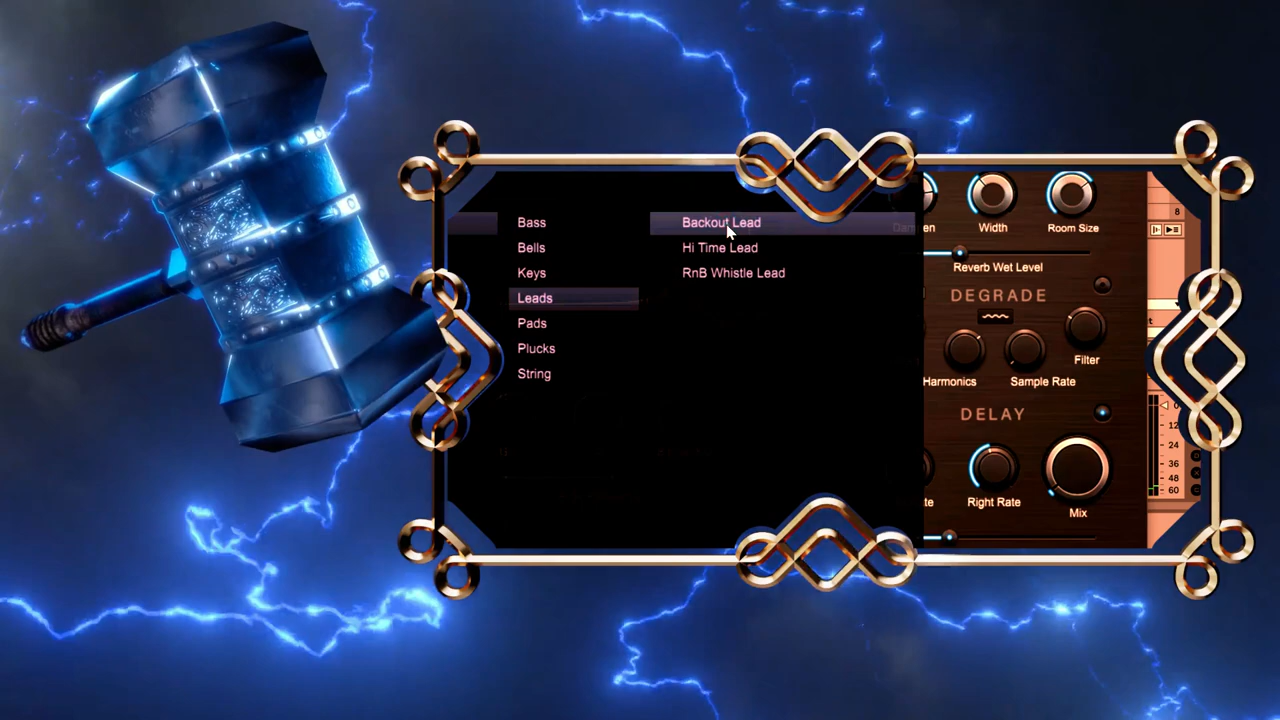 Bass
Bells
Keys
Leads
Pads
Plucks
String
Backout Lead
Hi Time Lead
RnB Whistle Lead
Width
Room Size
Reverb Wet Level
DEGRADE
Harmonics
Sample Rate
Filter
DELAY
Right Rate
Mix
8
12
24
36
48
60